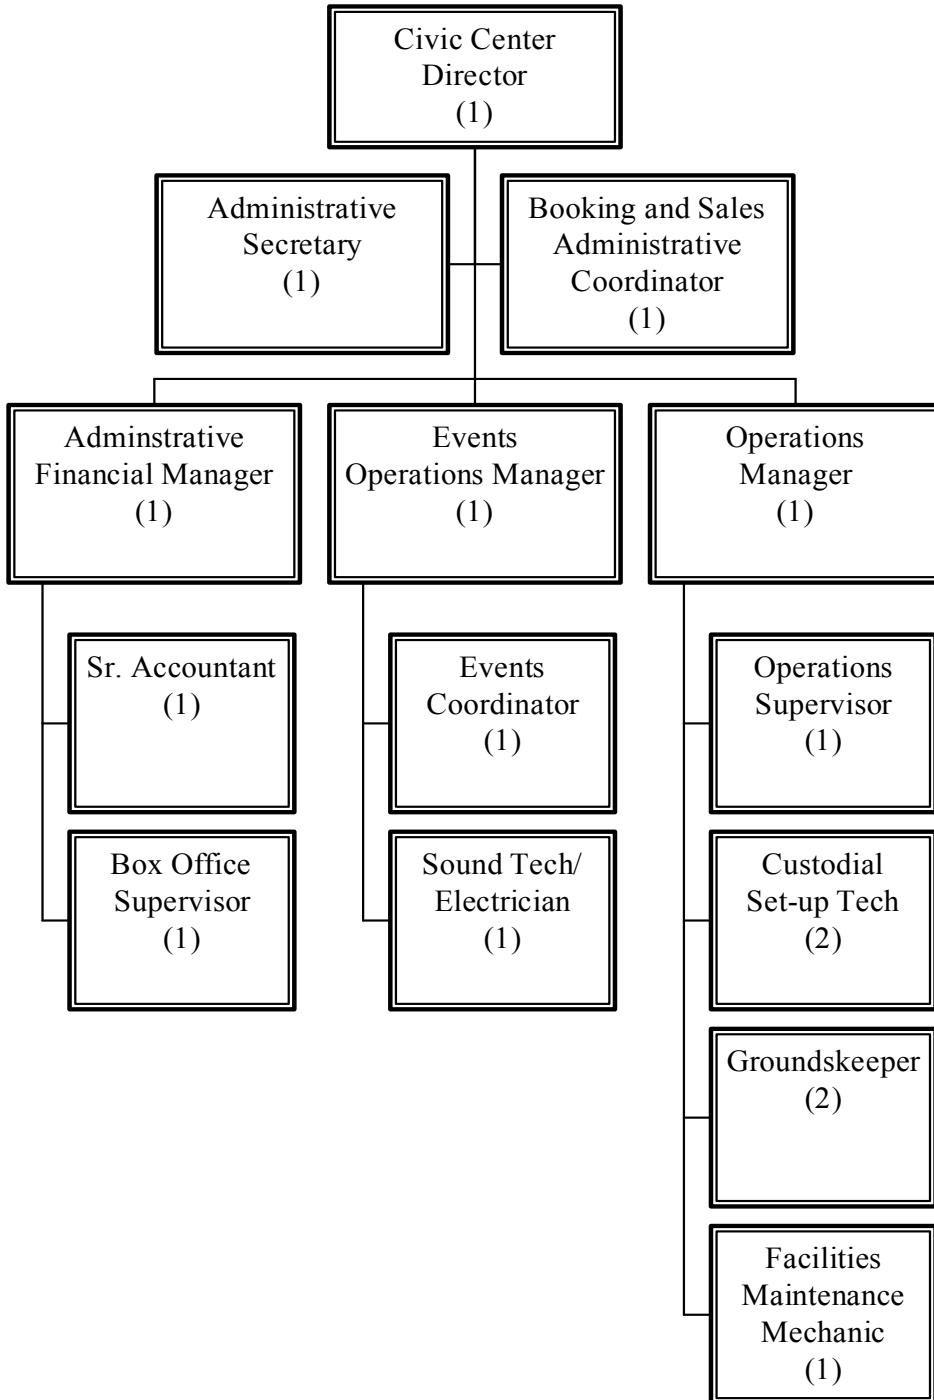 Civic Center
Director
(1)
Administrative
Secretary
(1)
Booking and Sales
Administrative
Coordinator
(1)
Adminstrative
Financial Manager
(1)
Events
Operations Manager
(1)
Operations
Manager
(1)
Sr. Accountant
(1)
Box Office
Supervisor
(1)
Events
Coordinator
(1)
Sound Tech/
Electrician
(1)
Operations
Supervisor
(1)
Custodial
Set-up Tech
(2)
Groundskeeper
(2)
Facilities
Maintenance
Mechanic
(1)